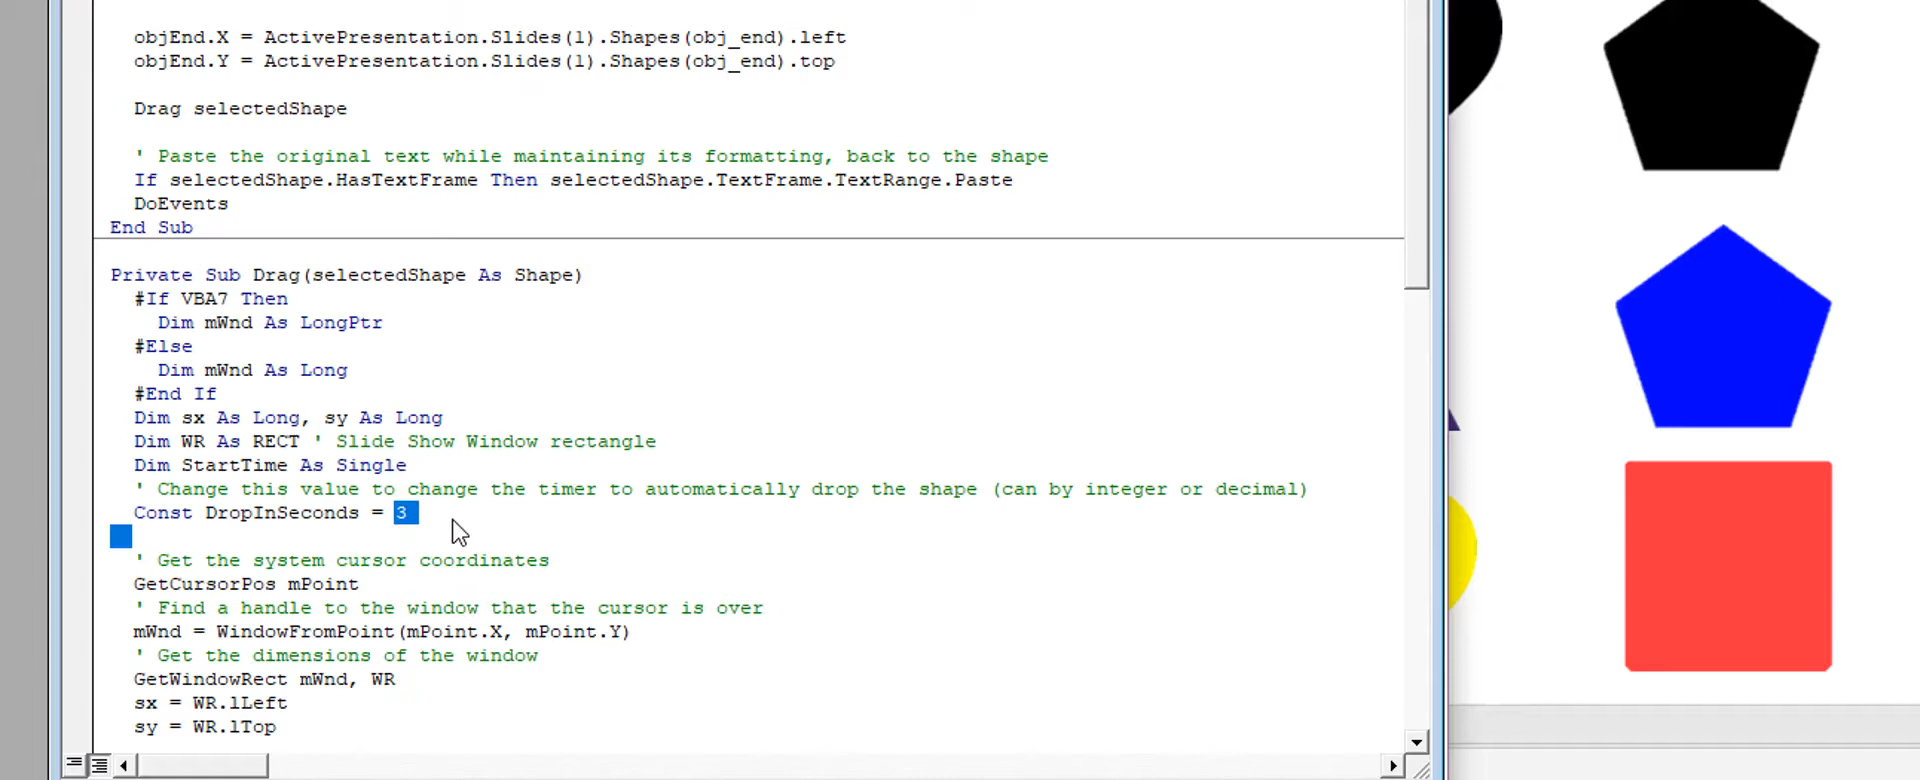 objEnd.X = ActivePresentation.Slides(1).Shapes(obj_end).left
objEnd.Y = ActivePresentation.Slides(1).Shapes(obj_end).top
Drag selectedShape
' Paste the original text while maintaining its formatting, back to the shape
If selectedShape.HasTextFrame Then selectedShape.TextFrame.TextRange.Paste
DoEvents
End Sub
Private Sub Drag(selectedShape As Shape)
#If VBA7 Then
Dim mWnd As LongPtr
#Else
Dim mWnd As Long
#End If
Dim sx As Long, sy As Long
Dim WR As RECT ' Slide Show Window rectangle
Dim StartTime As Single
' Change this value to change the timer to automatically drop the shape (can by integer or decimal)
Const DropInSeconds = 3
' Get the system cursor coordinates
GetCursorPos mPoint
' Find a handle to the window that the cursor is over
mWnd = WindowFromPoint(mPoint.X, mPoint.Y)
' Get the dimensions of the window
GetWindowRect mWnd, WR
sx = WR.lLeft
sy = WR.lTop